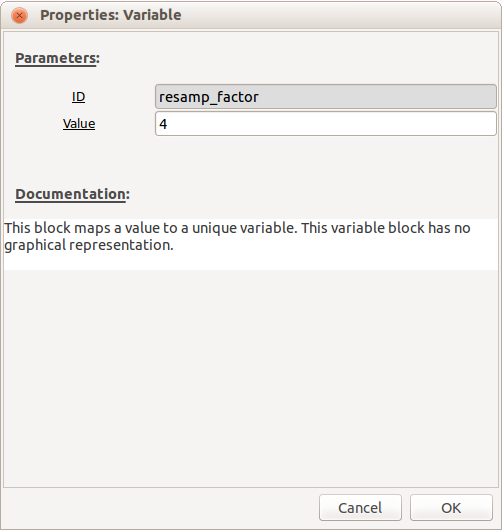 Properties: Variable
Parameters:
ID
resamp_factor
Value
4
Documentation:
This block maps a value to a unique variable. This variable block has no
graphical representation.
Cancel
OK